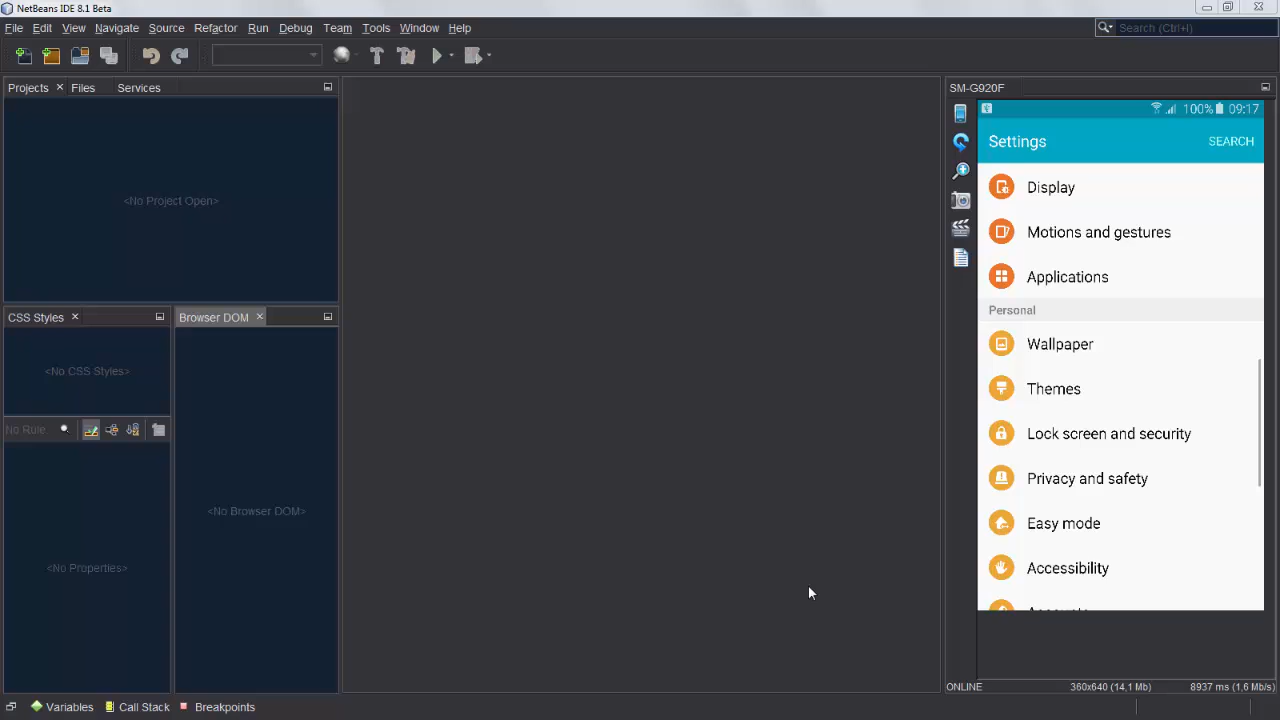 NetBeans IDE 8.1 Beta
File Edit View Navigate Source Refactor Run Debug Team Tools Window Help
Search (Ctrl+I)
Projects Files Services
<No Project Open>
CSS Styles
<No CSS Styles>
No Rule
<No Properties>
Browser DOM
<No Browser DOM>
SM-G920F
100% 09:17
Settings SEARCH
Display
Motions and gestures
Applications
Personal
Wallpaper
Themes
Lock screen and security
Privacy and safety
Easy mode
Accessibility
Accounts
ONLINE 360x640 (14,1 Mb) 8937 ms (1,6 Mb/s)
Variables Call Stack Breakpoints